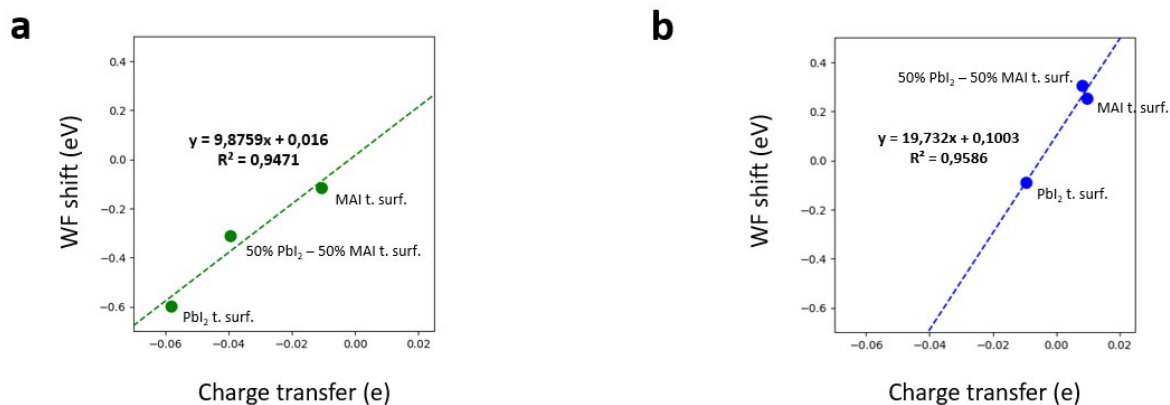 a
0.4
0.2
0.0
−0.2
−0.4
−0.6
−0.06
−0.04
−0.02
0.00
0.02
WF shift (eV)
Charge transfer (e)
y = 9,8759x + 0,016
R² = 0,9471
MAI t. surf.
50% PbI₂ – 50% MAI t. surf.
PbI₂ t. surf.
b
0.4
0.2
0.0
−0.2
−0.4
−0.6
−0.06
−0.04
−0.02
0.00
0.02
WF shift (eV)
Charge transfer (e)
50% PbI₂ – 50% MAI t. surf.
MAI t. surf.
y = 19,732x + 0,1003
R² = 0,9586
PbI₂ t. surf.